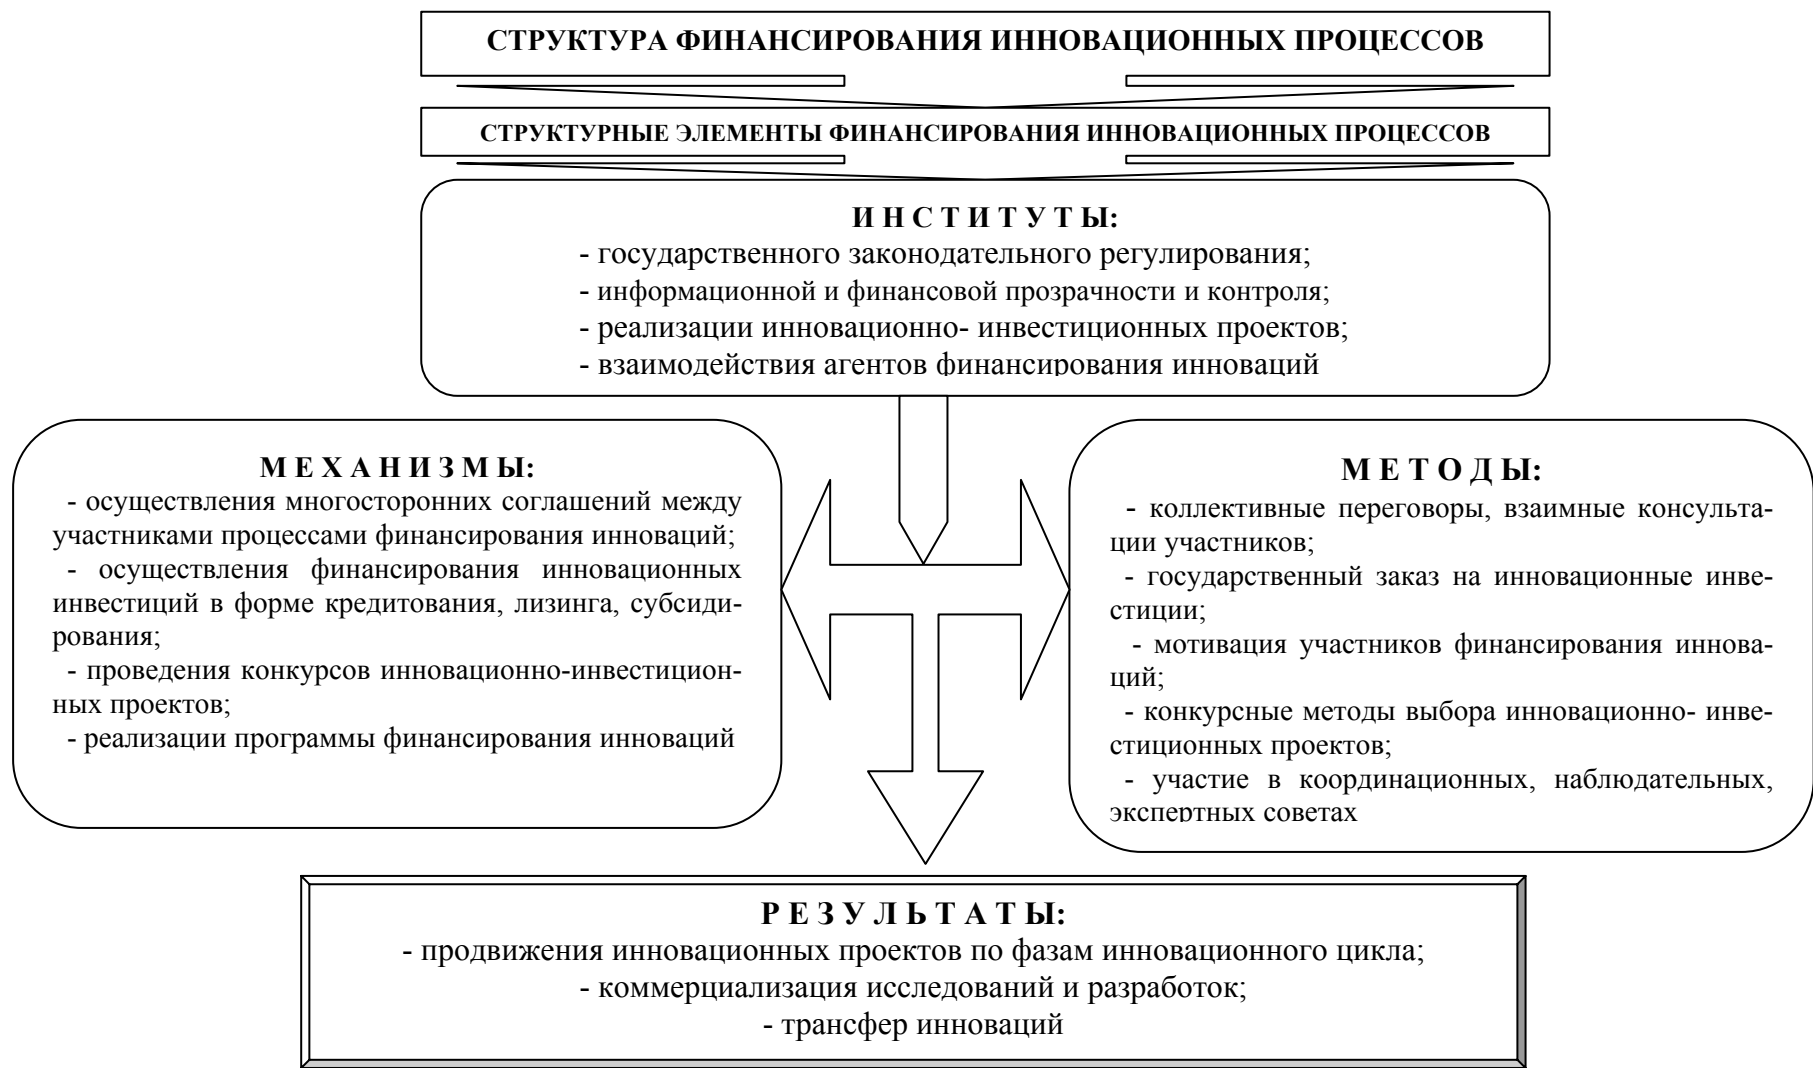 СТРУКТУРА ФИНАНСИРОВАНИЯ ИННОВАЦИОННЫХ ПРОЦЕССОВ
СТРУКТУРНЫЕ ЭЛЕМЕНТЫ ФИНАНСИРОВАНИЯ ИННОВАЦИОННЫХ ПРОЦЕССОВ
И Н С Т И Т У Т Ы:
- государственного законодательного регулирования;
- информационной и финансовой прозрачности и контроля;
- реализации инновационно- инвестиционных проектов;
- взаимодействия агентов финансирования инноваций
М Е Х А Н И З М Ы:
- осуществления многосторонних соглашений между
участниками процессами финансирования инноваций;
- осуществления финансирования инновационных
инвестиций в форме кредитования, лизинга, субсиди-
рования;
- проведения конкурсов инновационно-инвестицион-
ных проектов;
- реализации программы финансирования инноваций
М Е Т О Д Ы:
- коллективные переговоры, взаимные консульта-
ции участников;
- государственный заказ на инновационные инве-
стиции;
- мотивация участников финансирования иннова-
ций;
- конкурсные методы выбора инновационно- инве-
стиционных проектов;
- участие в координационных, наблюдательных,
экспертных советах
Р Е З У Л Ь Т А Т Ы:
- продвижения инновационных проектов по фазам инновационного цикла;
- коммерциализация исследований и разработок;
- трансфер инноваций